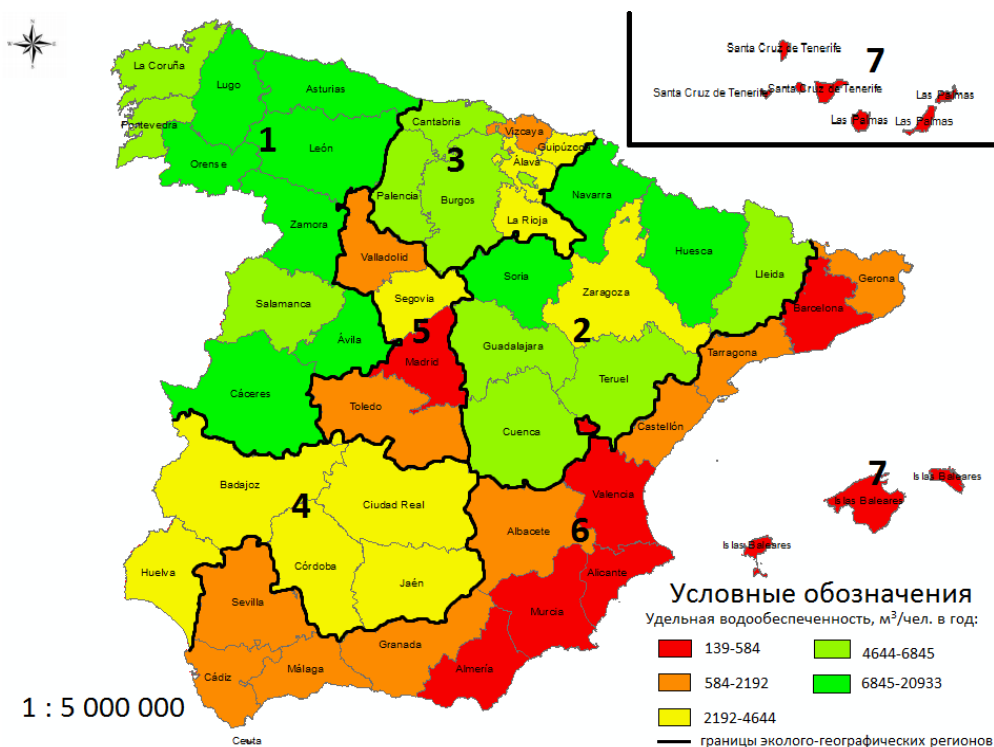 Santa Cruz de Tenerife
7
Santa Cruz de Tenerife
Santa Cruz de Tenerife
Las Palmas
Las Palmas
Las Palmas
La Coruña
Lugo
Asturias
Cantabria
Vizcaya
Guipúzcoa
Pontevedra
1
León
3
Álava
Orense
Palencia
Burgos
Navarra
Zamora
La Rioja
Huesca
Valladolid
Soria
Lleida
Gerona
Salamanca
Segovia
Zaragoza
Barcelona
5
2
Ávila
Guadalajara
Tarragona
Madrid
Teruel
Cáceres
Toledo
Cuenca
Castellón
7
Badajoz
Valencia
Islas Baleares
Islas Baleares
4
Ciudad Real
Albacete
6
Islas Baleares
Huelva
Córdoba
Jaén
Alicante
Sevilla
Murcia
Granada
Cádiz
Málaga
Almería
Ceuta
1 : 5 000 000
Условные обозначения
Удельная водообеспеченность, м³/чел. в год:
139-584
4644-6845
584-2192
6845-20933
2192-4644
границы эколого-географических регионов